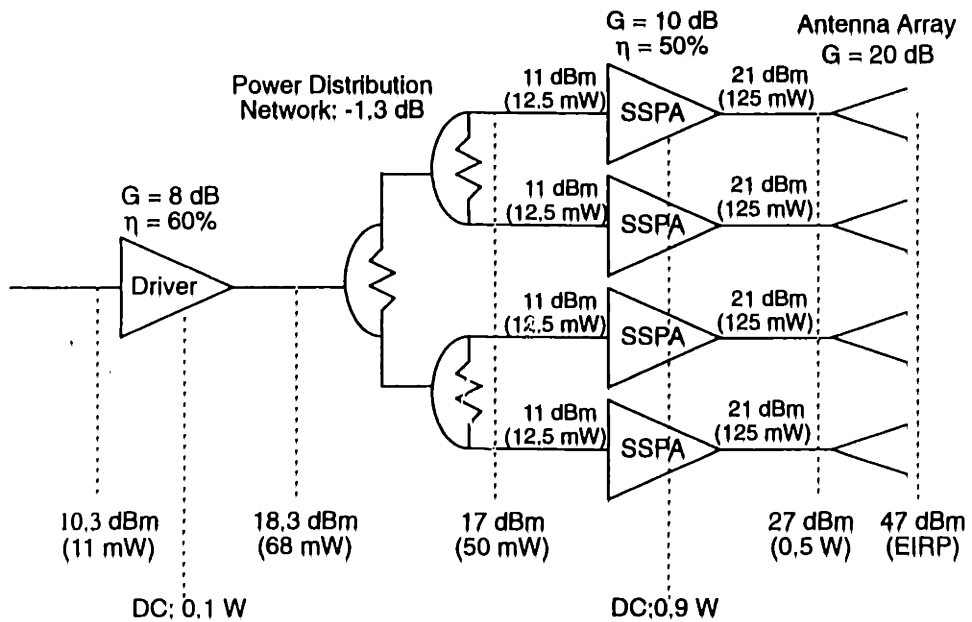 G = 10 dB
η = 50%
Antenna Array
G = 20 dB
Power Distribution
Network: -1,3 dB
11 dBm
(12,5 mW)
SSPA
21 dBm
(125 mW)
G = 8 dB
η = 60%
11 dBm
(12,5 mW)
SSPA
21 dBm
(125 mW)
Driver
11 dBm
(12,5 mW)
SSPA
21 dBm
(125 mW)
11 dBm
(12,5 mW)
SSPA
21 dBm
(125 mW)
10,3 dBm
(11 mW)
18,3 dBm
(68 mW)
17 dBm
(50 mW)
27 dBm
(0,5 W)
47 dBm
(EIRP)
DC: 0,1 W
DC:0,9 W